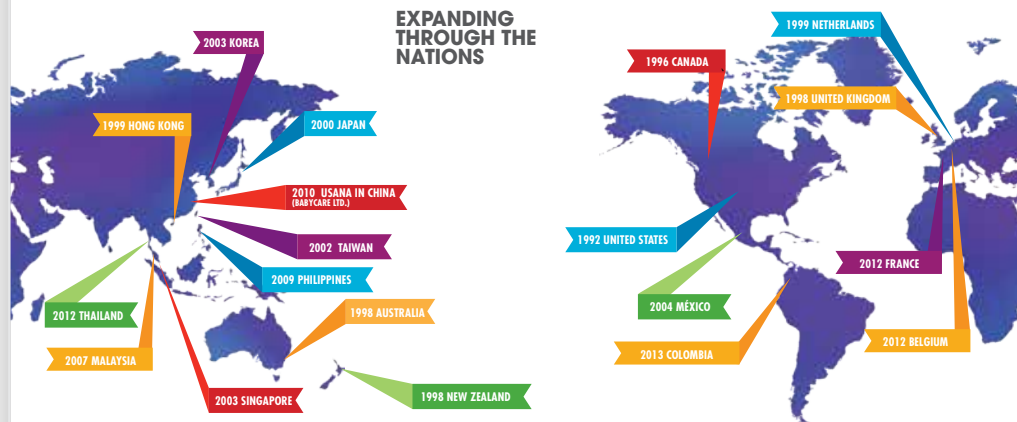 EXPANDING
THROUGH THE
NATIONS
2003 KOREA
1999 HONG KONG
2000 JAPAN
2010 USANA IN CHINA
(BABYCARE LTD.)
2002 TAIWAN
2009 PHILIPPINES
2012 THAILAND
1998 AUSTRALIA
2007 MALAYSIA
2003 SINGAPORE
1998 NEW ZEALAND
1999 NETHERLANDS
1996 CANADA
1998 UNITED KINGDOM
1992 UNITED STATES
2012 FRANCE
2004 MÉXICO
2012 BELGIUM
2013 COLOMBIA